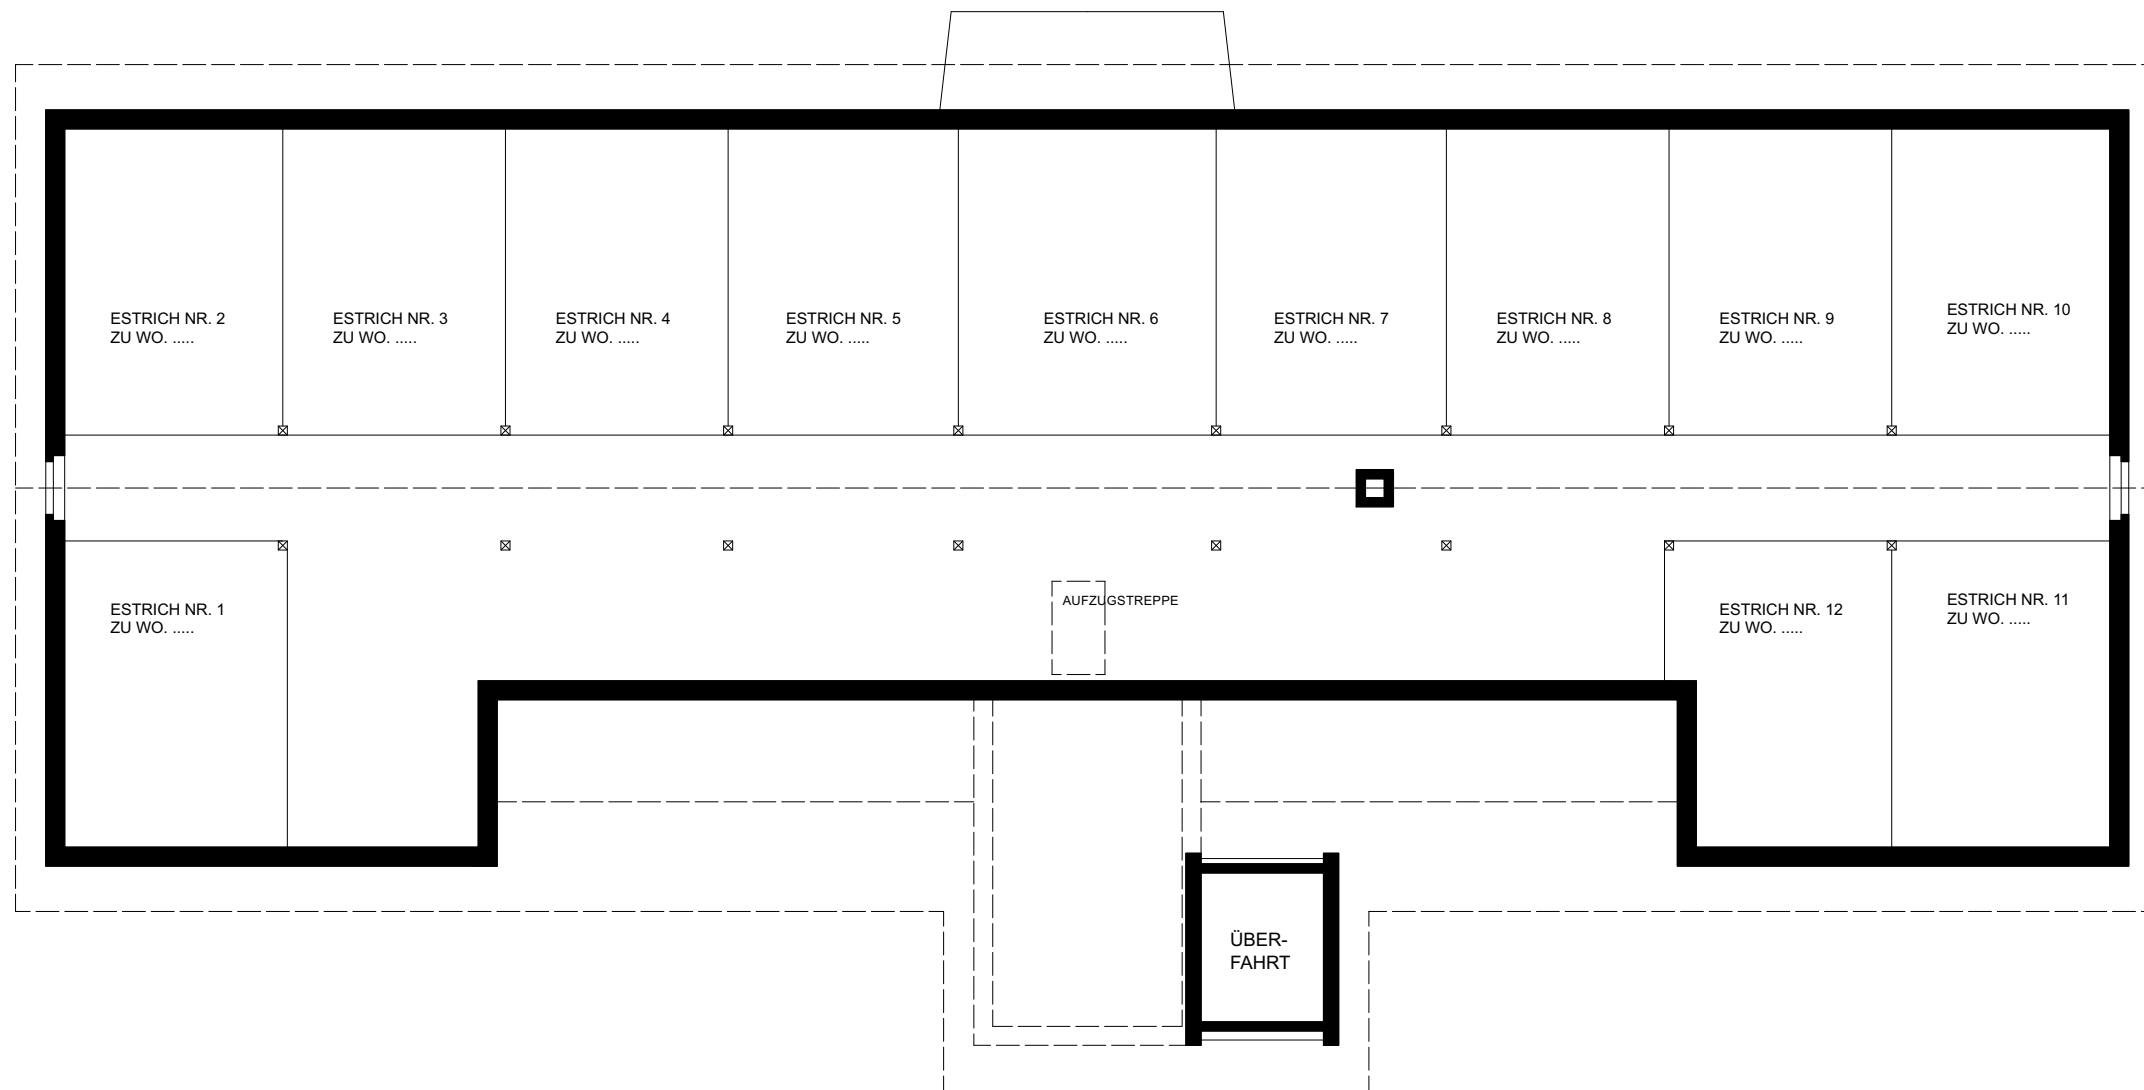 ESTRICH NR. 2
ZU WO. .....
ESTRICH NR. 3
ZU WO. .....
ESTRICH NR. 4
ZU WO. .....
ESTRICH NR. 5
ZU WO. .....
ESTRICH NR. 6
ZU WO. .....
ESTRICH NR. 7
ZU WO. .....
ESTRICH NR. 8
ZU WO. .....
ESTRICH NR. 9
ZU WO. .....
ESTRICH NR. 10
ZU WO. .....
ESTRICH NR. 1
ZU WO. .....
AUFZUGSTREPPE
ESTRICH NR. 12
ZU WO. .....
ESTRICH NR. 11
ZU WO. .....
ÜBER-
FAHRT